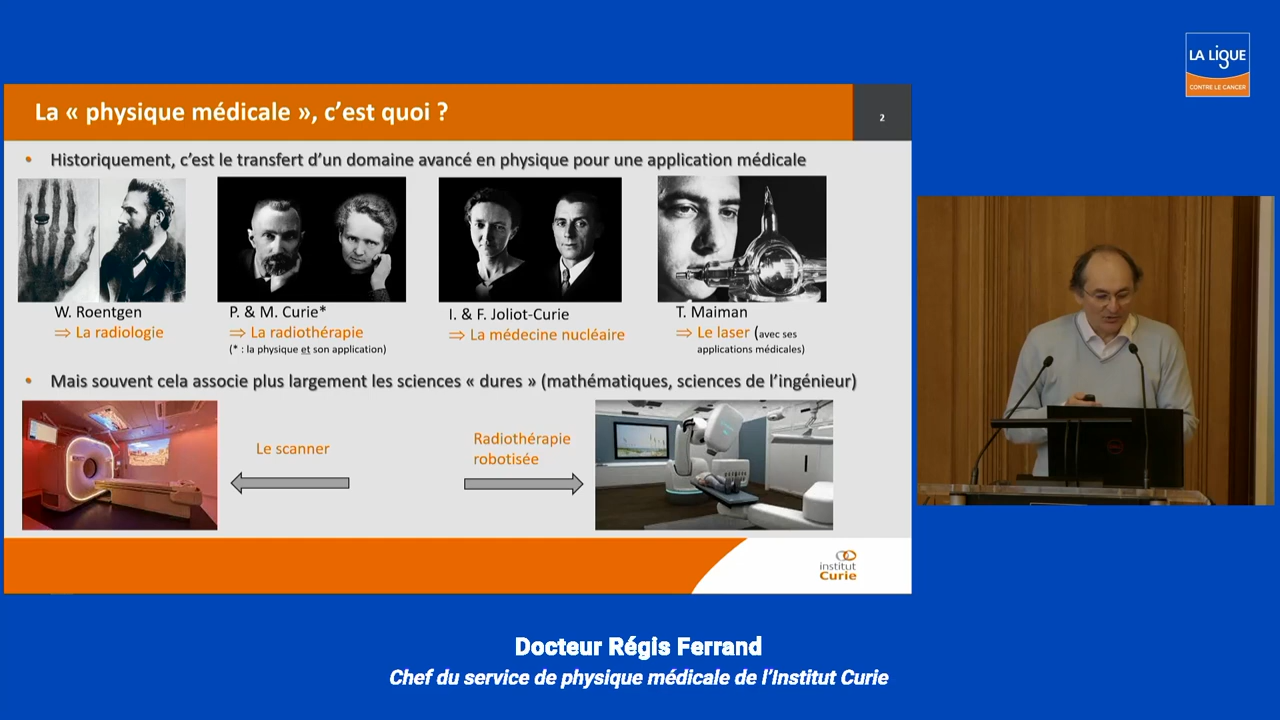 LA LIGUE
CONTRE LE CANCER
La « physique médicale », c’est quoi ?
2
• Historiquement, c’est le transfert d’un domaine avancé en physique pour une application médicale
W. Roentgen
⇒ La radiologie
P. & M. Curie*
⇒ La radiothérapie
(* : la physique et son application)
I. & F. Joliot-Curie
⇒ La médecine nucléaire
T. Maiman
⇒ Le laser (avec ses
applications médicales)
• Mais souvent cela associe plus largement les sciences « dures » (mathématiques, sciences de l’ingénieur)
Le scanner
Radiothérapie
robotisée
institut
Curie
Docteur Régis Ferrand
Chef du service de physique médicale de l’Institut Curie